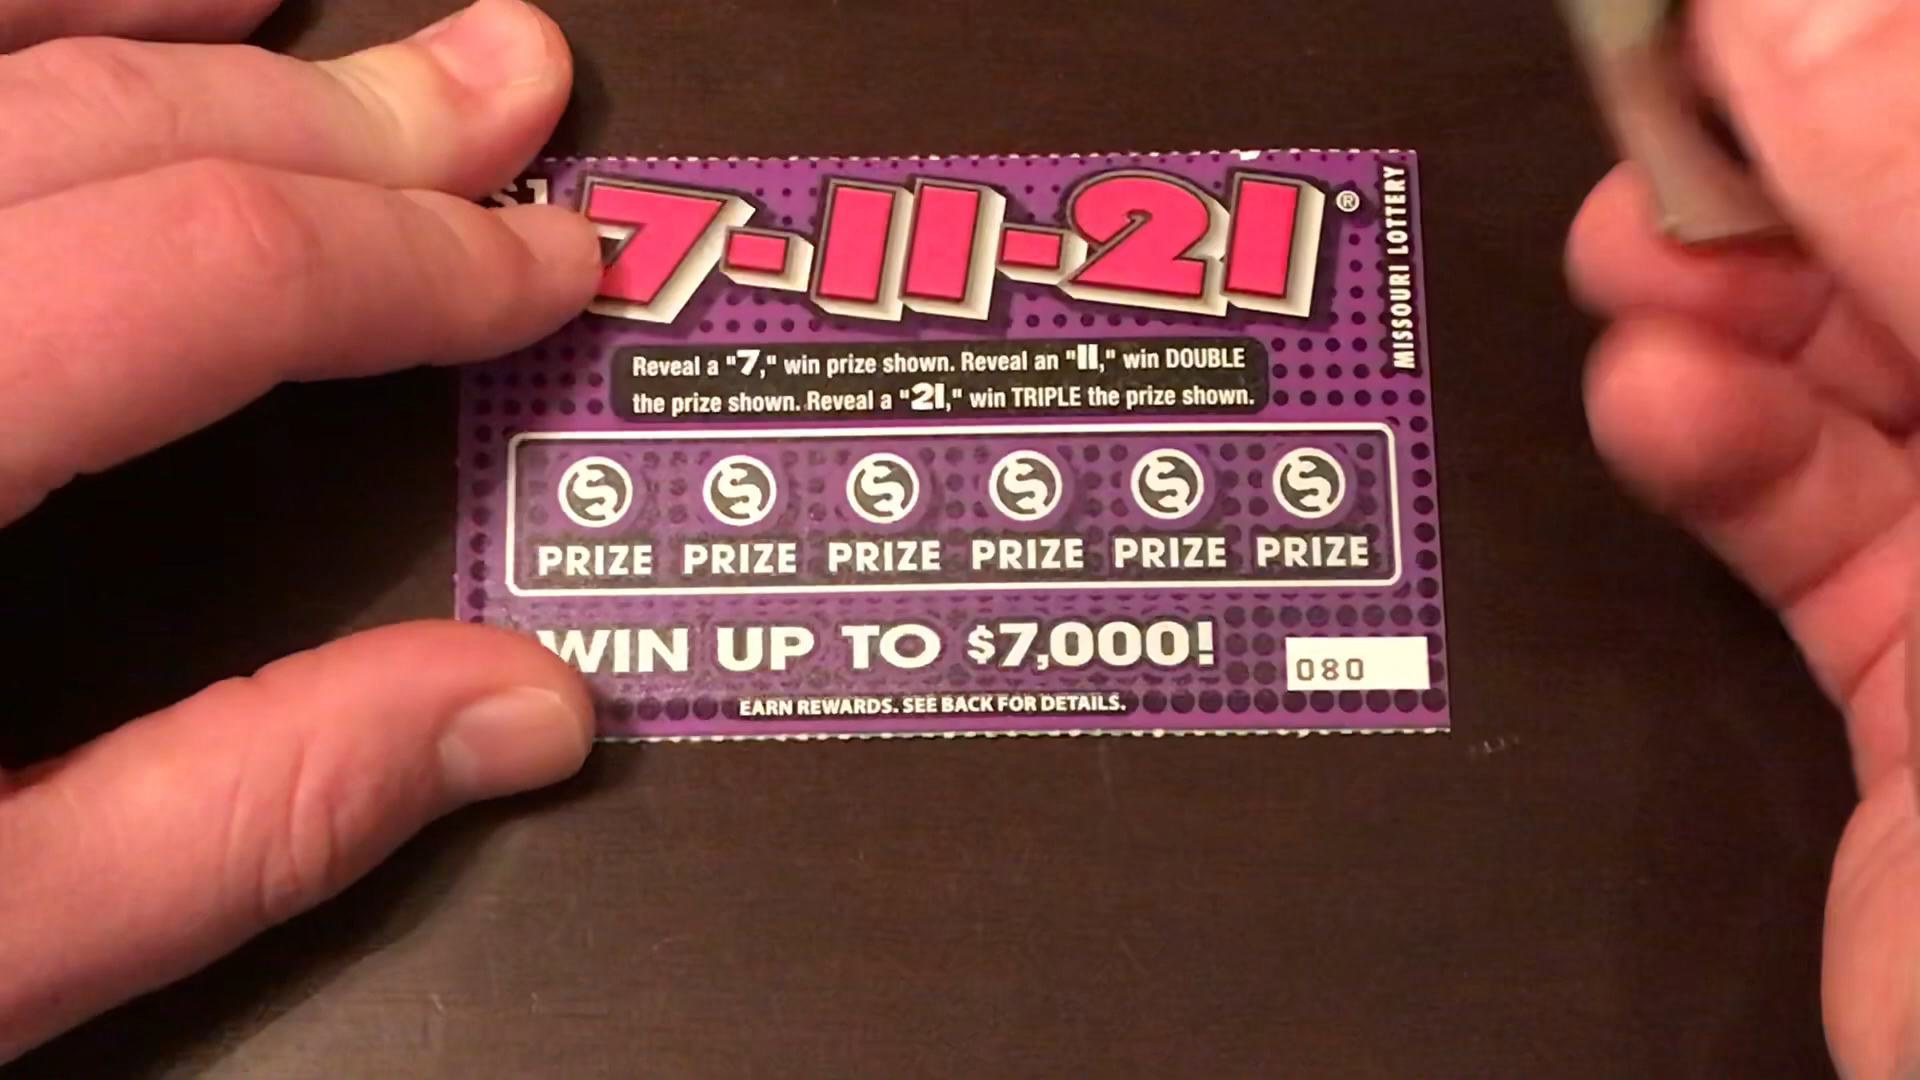 $1
7-11-21®
MISSOURI LOTTERY
Reveal a "7," win prize shown. Reveal an "11," win DOUBLE
the prize shown. Reveal a "21," win TRIPLE the prize shown.
$ $ $ $ $ $
PRIZE PRIZE PRIZE PRIZE PRIZE PRIZE
WIN UP TO $7,000!
080
EARN REWARDS. SEE BACK FOR DETAILS.